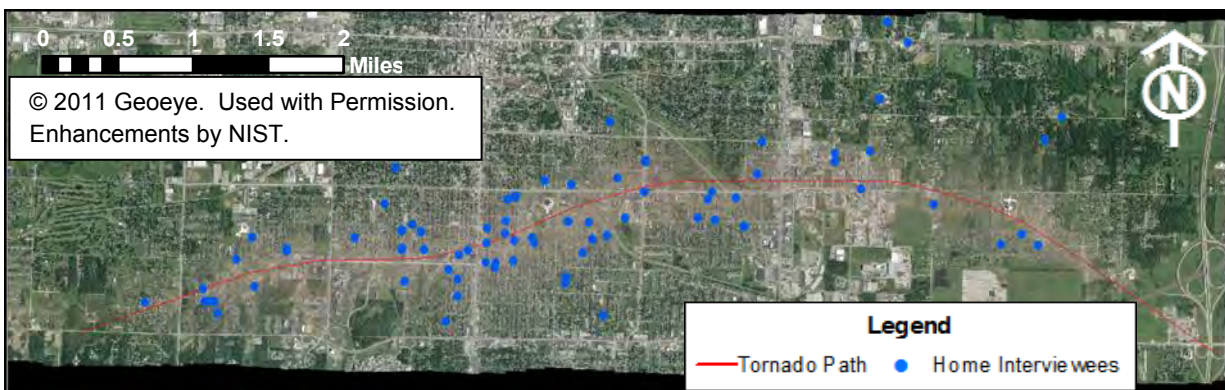 0 0.5 1 1.5 2
Miles
© 2011 Geoeye. Used with Permission.
Enhancements by NIST.
N
Legend
Tornado Path Home Interviewees